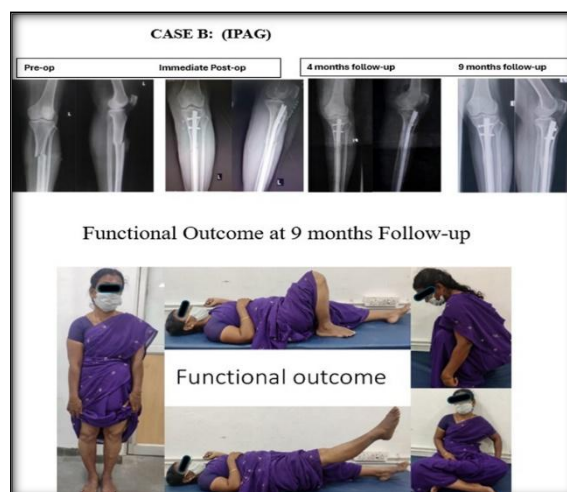 CASE B: (IPAG)
Pre-op Immediate Post-op 4 months follow-up 9 months follow-up
L L
L L
Functional Outcome at 9 months Follow-up
Functional outcome